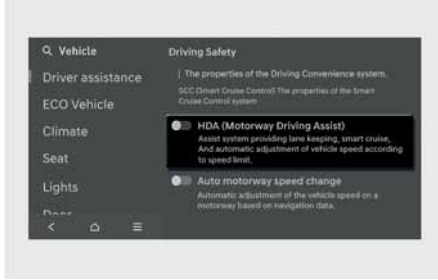 Vehicle
Driver assistance
ECO Vehicle
Climate
Seat
Lights
Driving Safety
The properties of the Driving Convenience system.
SCC (Smart Cruise Control) The properties of the Smart
Cruise Control system
HDA (Motorway Driving Assist)
Assist system providing lane keeping, smart cruise,
And automatic adjustment of vehicle speed according
to speed limit.
Auto motorway speed change
Automatic adjustment of the vehicle speed on a
motorway based on navigation data.